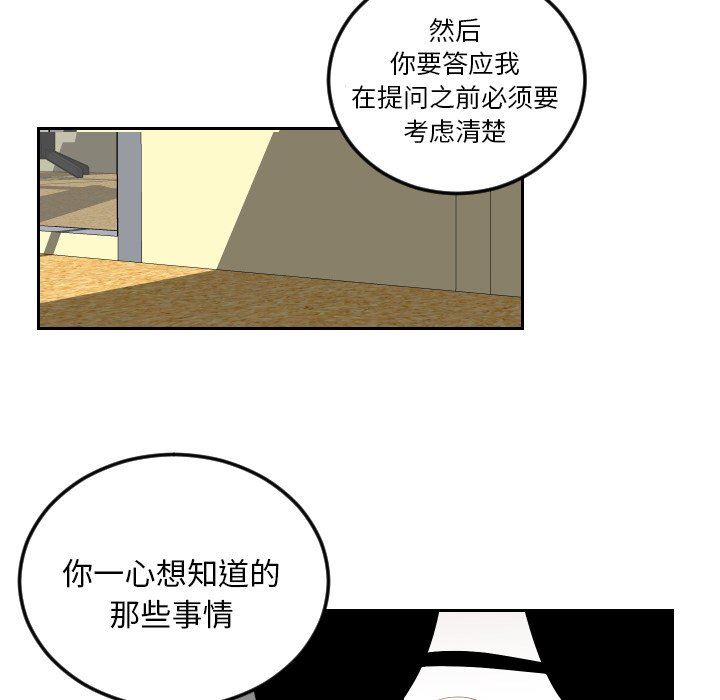 然后
你要答应我
在提问之前必须要
考虑清楚
你一心想知道的
那些事情